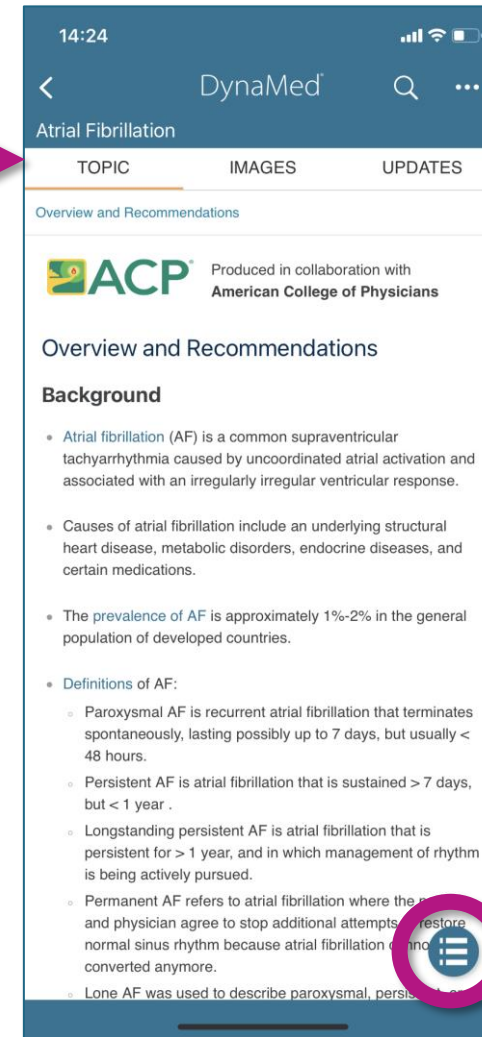 14:24
DynaMed
Atrial Fibrillation
TOPIC IMAGES UPDATES
Overview and Recommendations
ACP Produced in collaboration with
American College of Physicians
Overview and Recommendations
Background
Atrial fibrillation (AF) is a common supraventricular
tachyarrhythmia caused by uncoordinated atrial activation and
associated with an irregularly irregular ventricular response.
Causes of atrial fibrillation include an underlying structural
heart disease, metabolic disorders, endocrine diseases, and
certain medications.
The prevalence of AF is approximately 1%-2% in the general
population of developed countries.
Definitions of AF:
Paroxysmal AF is recurrent atrial fibrillation that terminates
spontaneously, lasting possibly up to 7 days, but usually <
48 hours.
Persistent AF is atrial fibrillation that is sustained > 7 days,
but < 1 year .
Longstanding persistent AF is atrial fibrillation that is
persistent for > 1 year, and in which management of rhythm
is being actively pursued.
Permanent AF refers to atrial fibrillation where the
and physician agree to stop additional attempts restore
normal sinus rhythm because atrial fibrillation
converted anymore.
Lone AF was used to describe paroxysmal,